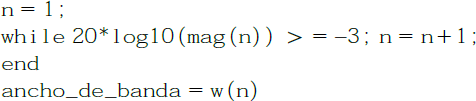 n = 1;
while 20*log10(mag(n)) > = –3; n = n+1;
end
ancho_de_banda = w(n)